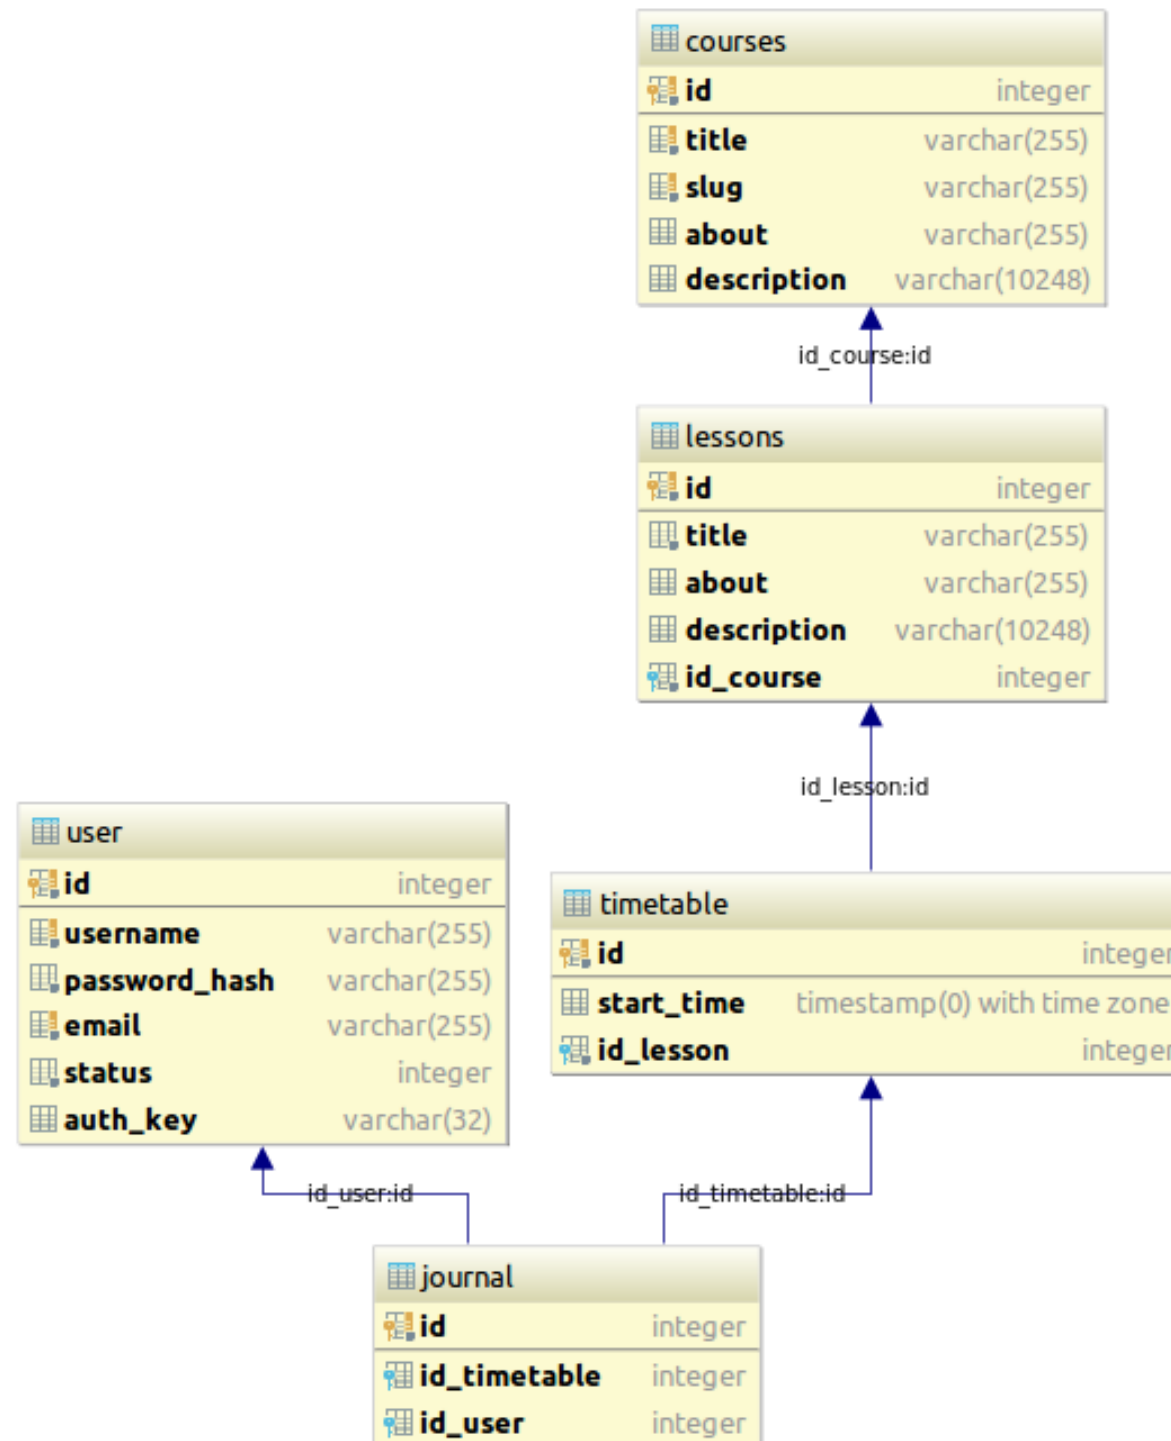 courses
id integer
title varchar(255)
slug varchar(255)
about varchar(255)
description varchar(10248)
id_course:id
lessons
id integer
title varchar(255)
about varchar(255)
description varchar(10248)
id_course integer
id_lesson:id
user
id integer
username varchar(255)
password_hash varchar(255)
email varchar(255)
status integer
auth_key varchar(32)
timetable
id integer
start_time timestamp(0) with time zone
id_lesson integer
id_user:id
id_timetable:id
journal
id integer
id_timetable integer
id_user integer